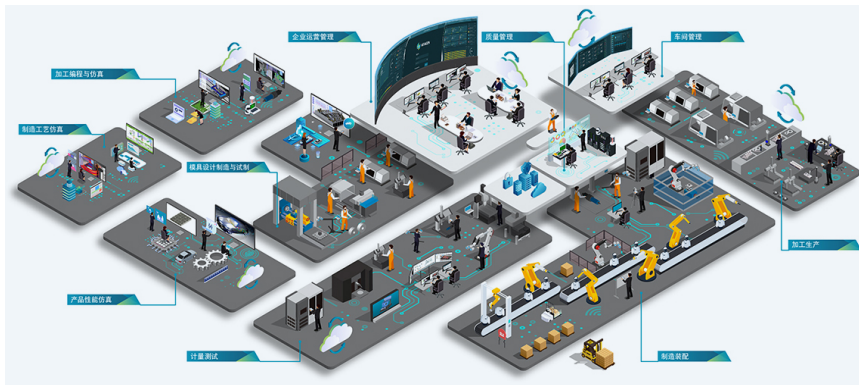 企业运营管理
质量管理
车间管理
加工编程与仿真
制造工艺仿真
模具设计制造与试制
加工生产
产品性能仿真
计量测试
制造装配